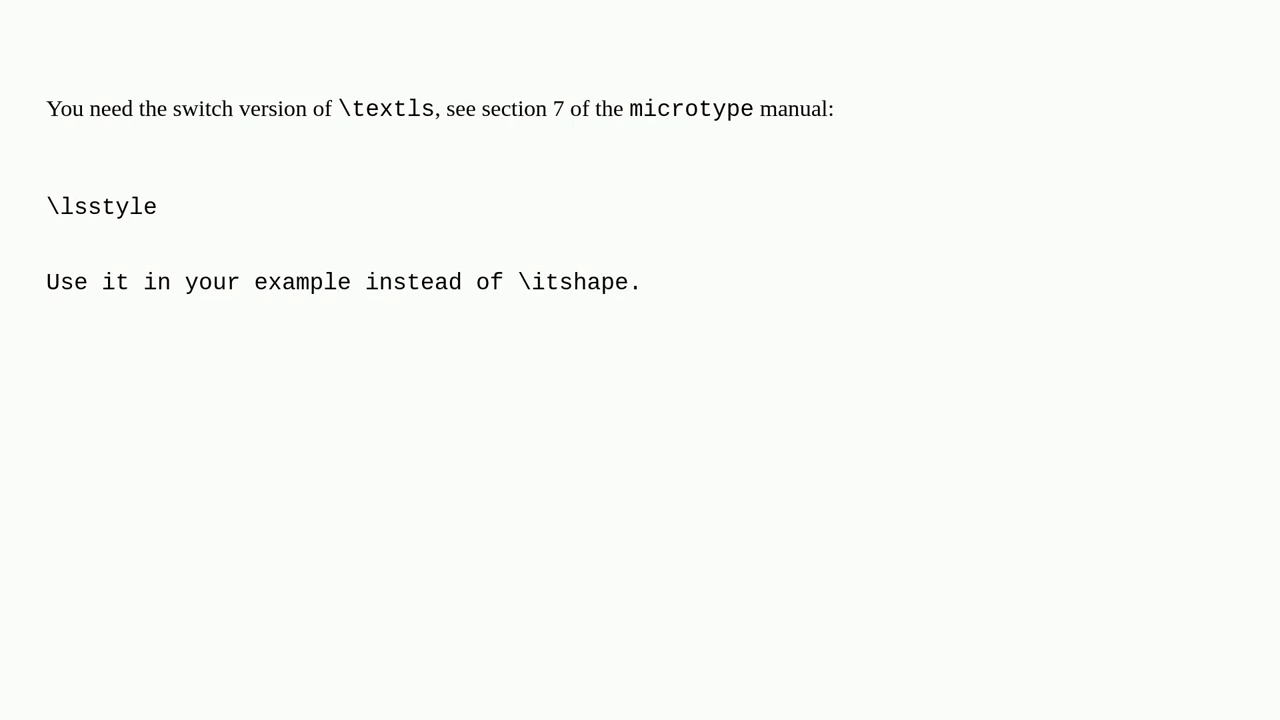 You need the switch version of \textls, see section 7 of the microtype manual:
\lsstyle
Use it in your example instead of \itshape.